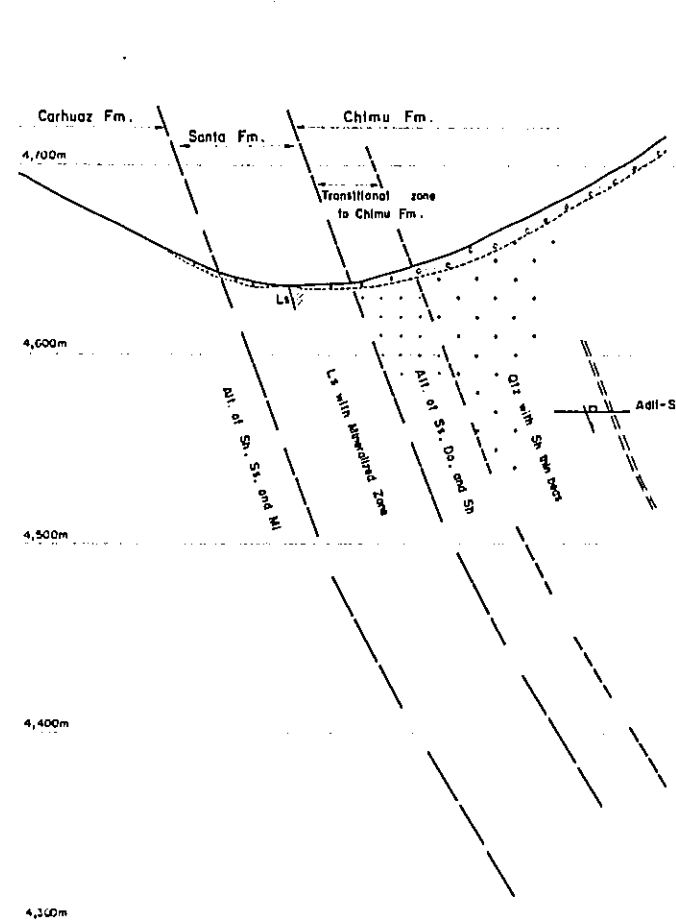 Carhuaz Fm.
Santa Fm.
Chimu Fm.
4,700m
Transitional zone
to Chimu Fm.
Ls
4,600m
Alt. of Sh, Ss. and Ml
Ls with Mineralized Zone
Alt. of Ss. Do. and Sh
Qtz with Sh thin beds
Adit-S
4,500m
4,400m
4,300m